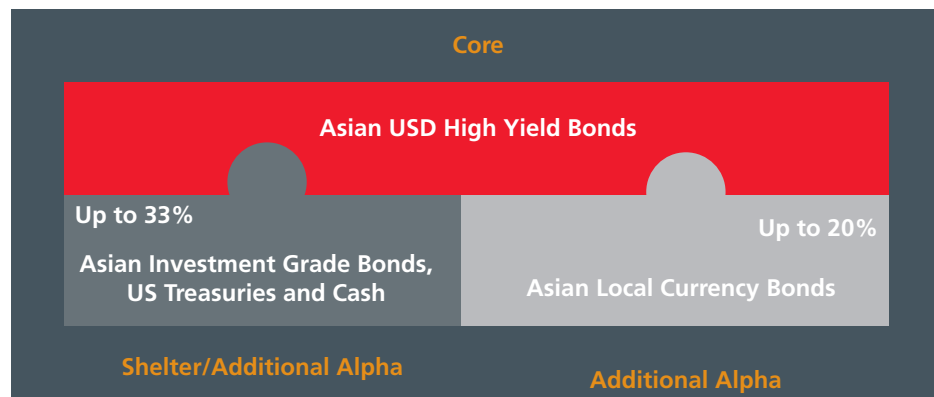 Core
Asian USD High Yield Bonds
Up to 33%
Asian Investment Grade Bonds,
US Treasuries and Cash
Up to 20%
Asian Local Currency Bonds
Shelter/Additional Alpha
Additional Alpha